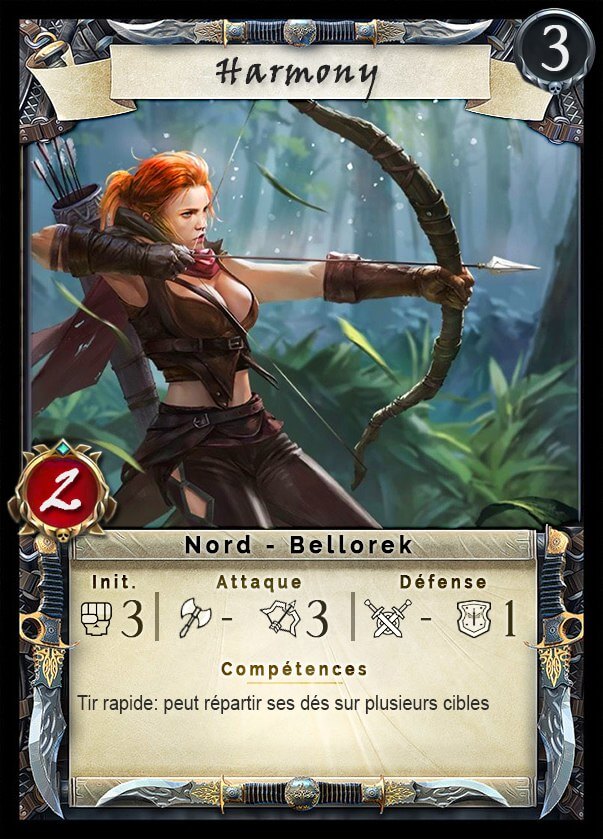 Harmony
3
2
Nord - Bellorek
Init. Attaque Défense
3 - 3 - 1
Compétences
Tir rapide: peut répartir ses dés sur plusieurs cibles